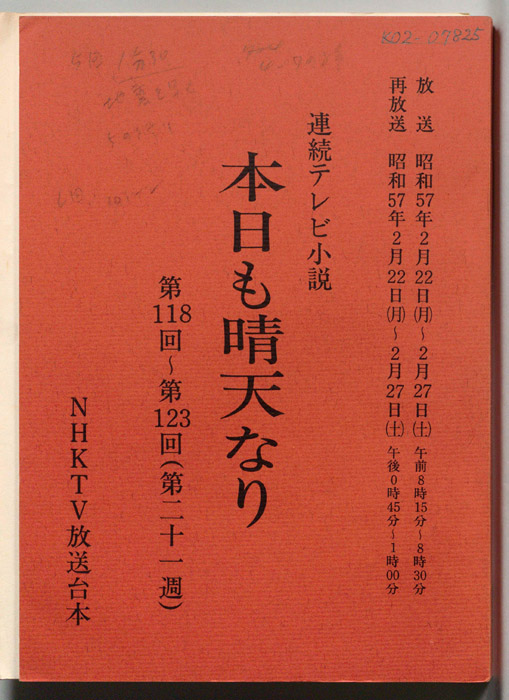 K02-07825
放送 昭和57年2月22日(月)～2月27日(土) 午前8時15分～8時30分
再放送 昭和57年2月22日(月)～2月27日(土) 午後0時45分～1時00分
連続テレビ小説
本日も晴天なり
第118回～第123回(第二十一週)
NHKTV放送台本